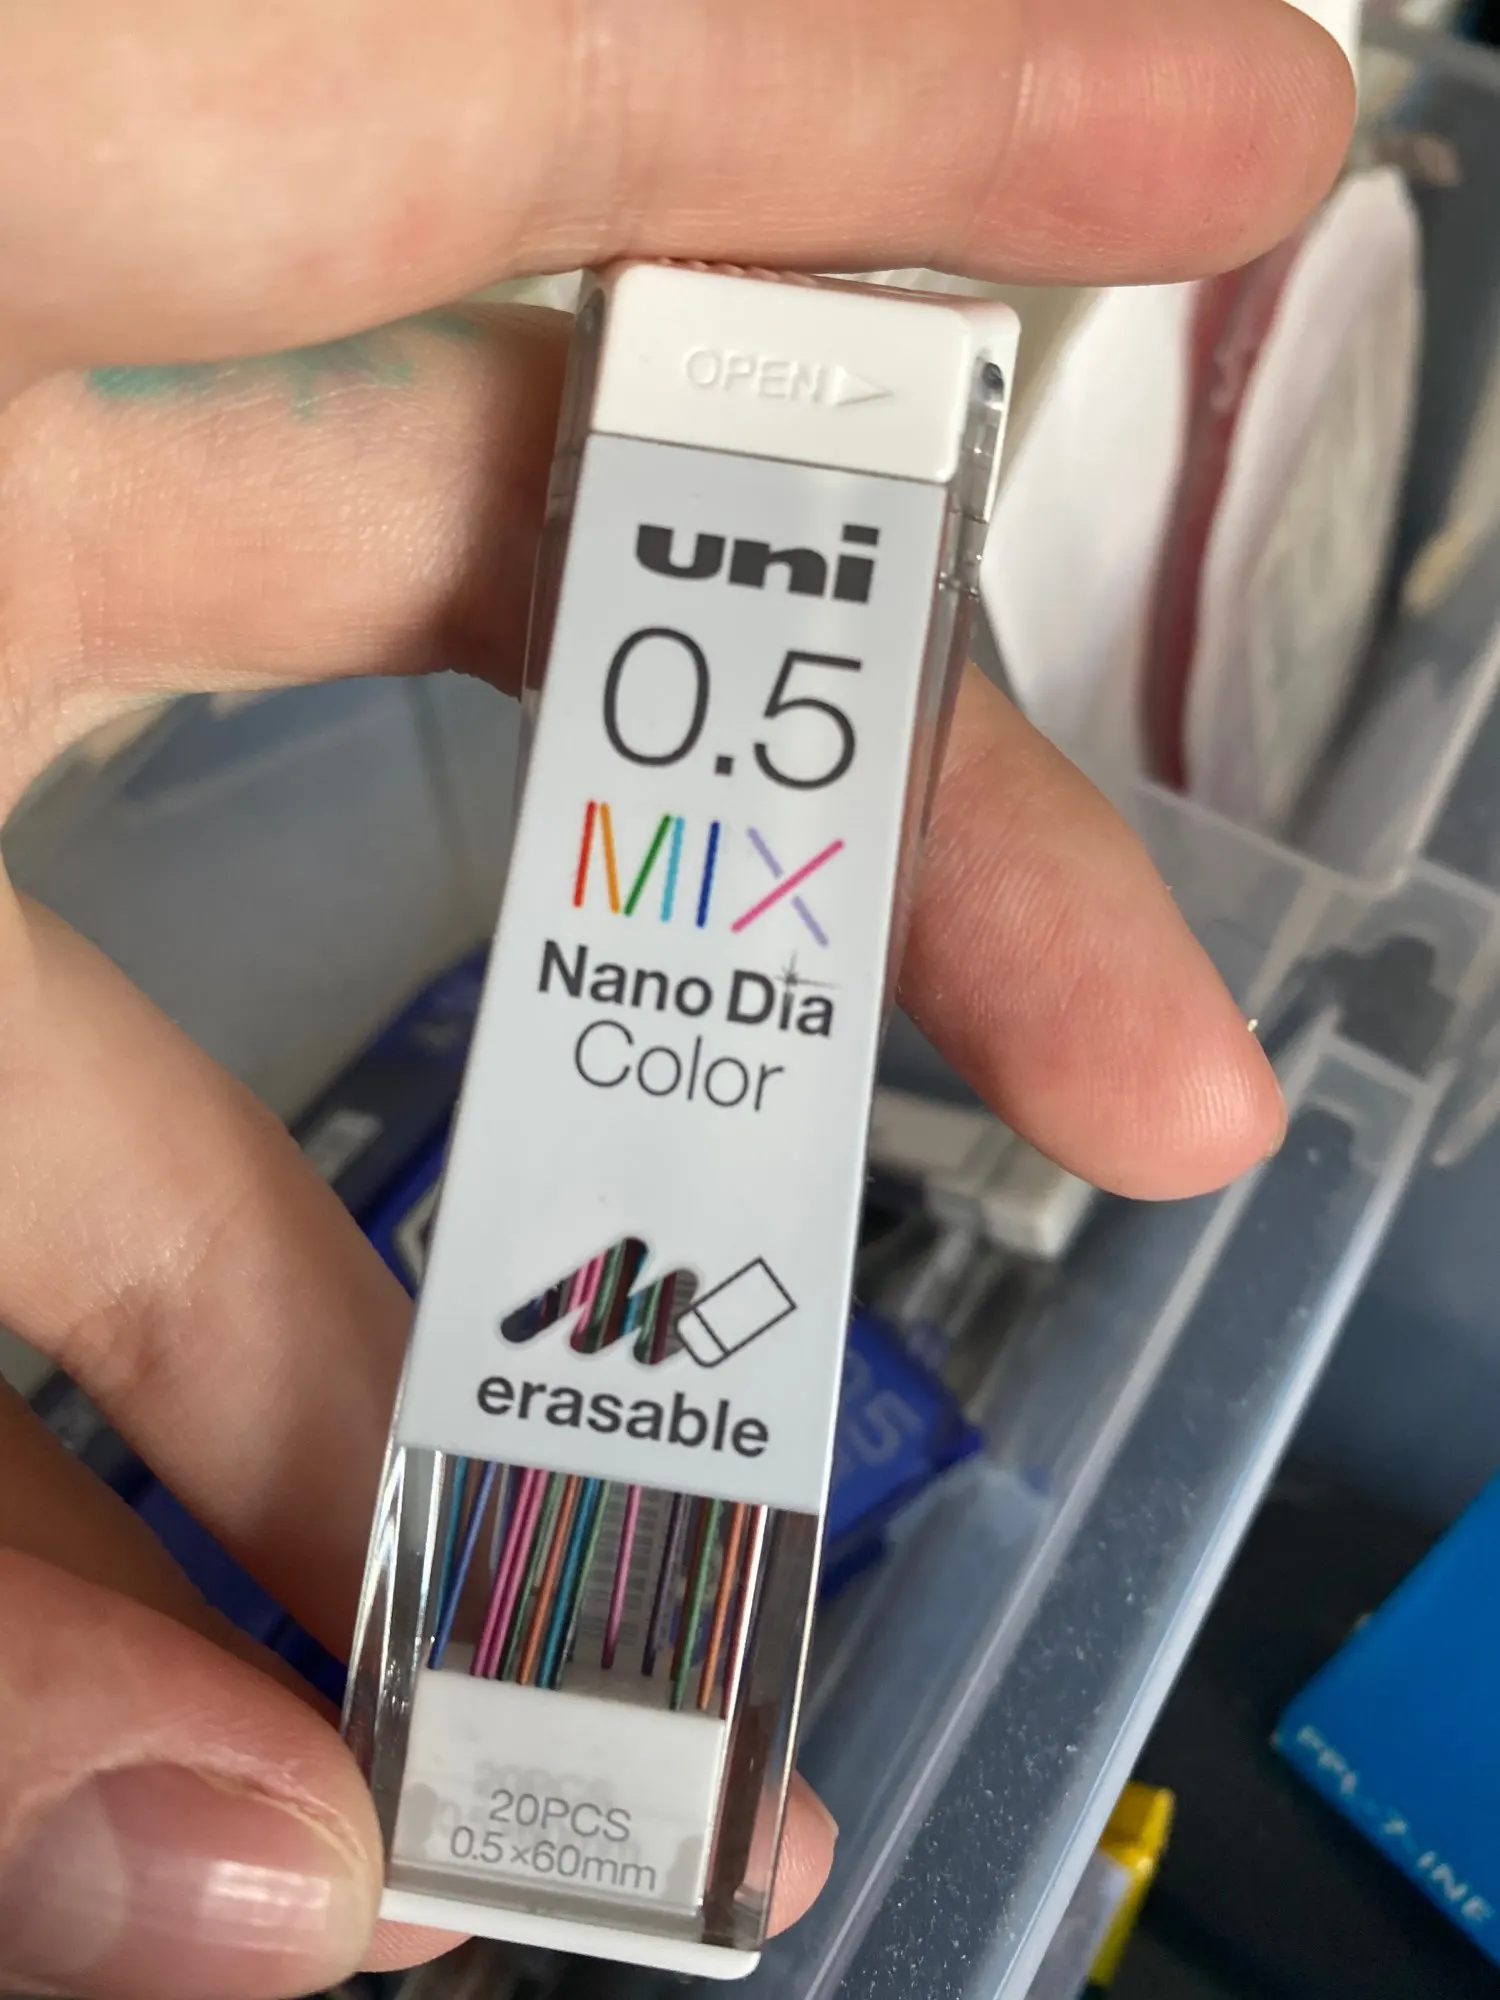 OPEN
uni
0.5
MIX
Nano Dia
Color
erasable
20PCS
0.5×60mm